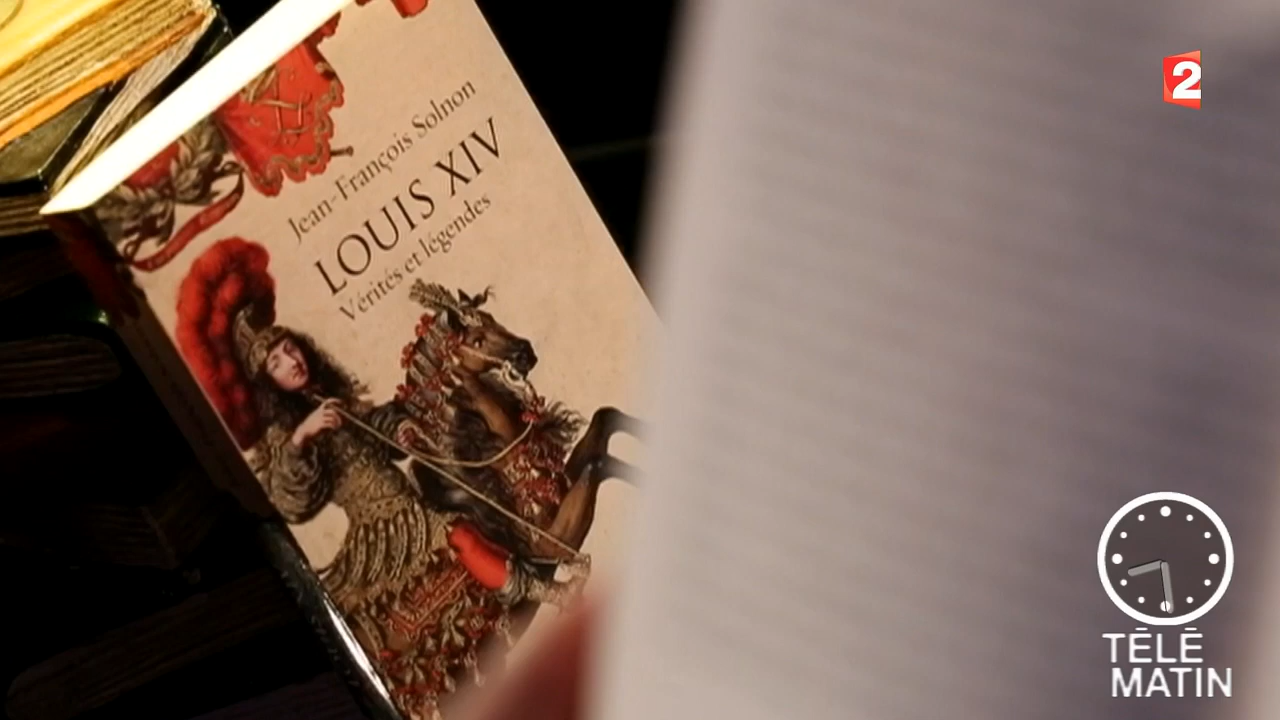 Jean-François Solnon
LOUIS XIV
Vérités et légendes
2
TÉLÉ
MATIN